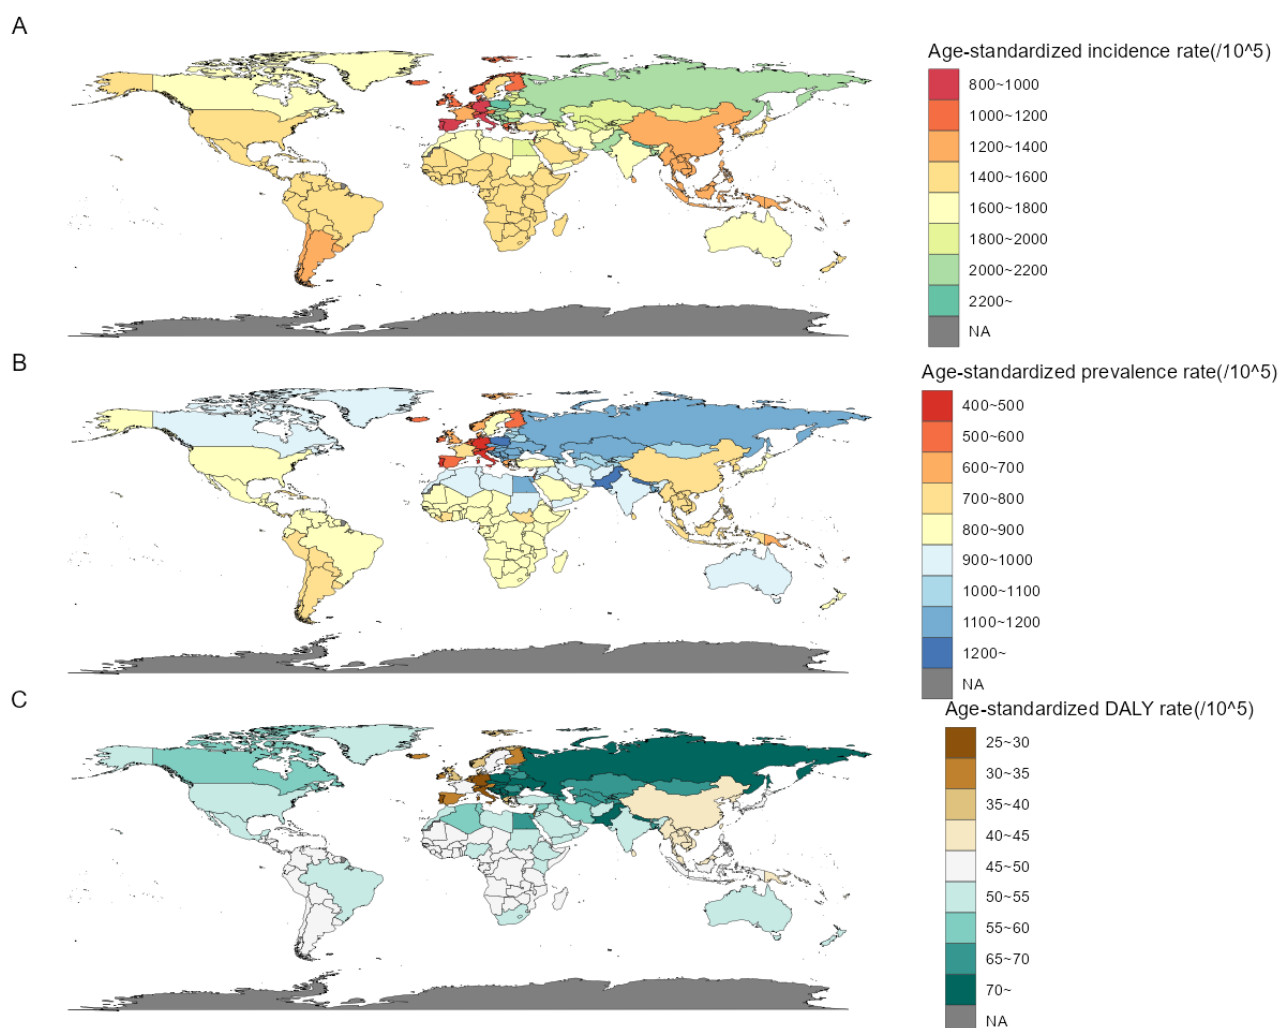 A
Age-standardized incidence rate(/10^5)
800~1000
1000~1200
1200~1400
1400~1600
1600~1800
1800~2000
2000~2200
2200~
NA
B
Age-standardized prevalence rate(/10^5)
400~500
500~600
600~700
700~800
800~900
900~1000
1000~1100
1100~1200
1200~
NA
C
Age-standardized DALY rate(/10^5)
25~30
30~35
35~40
40~45
45~50
50~55
55~60
65~70
70~
NA